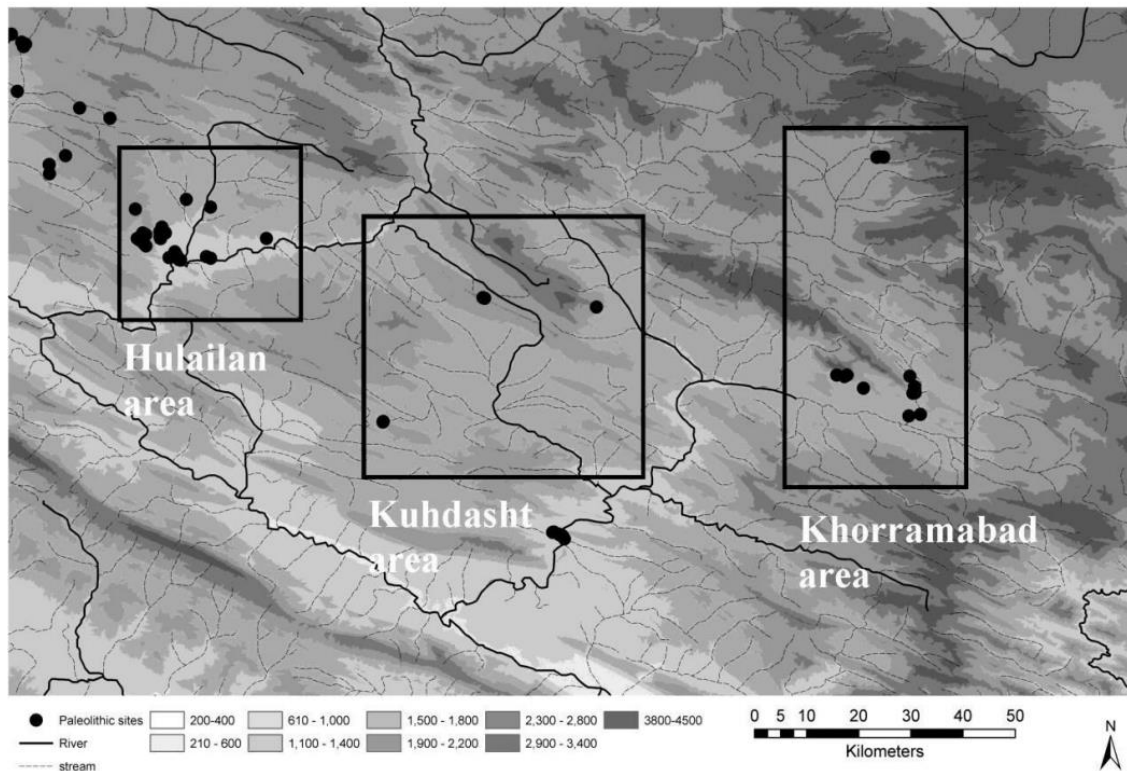 Hulailan
area
Kuhdasht
area
Khorramabad
area
Paleolithic sites
River
stream
200-400
210 - 600
610 - 1,000
1,100 - 1,400
1,500 - 1,800
1,900 - 2,200
2,300 - 2,800
2,900 - 3,400
3800-4500
0 5 10 20 30 40 50
Kilometers
N